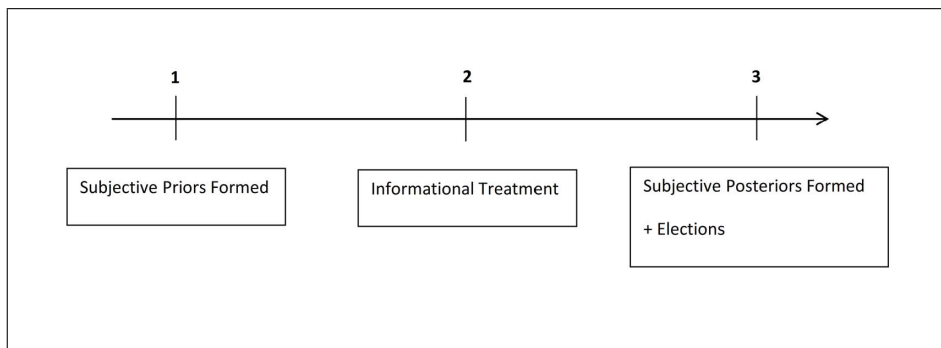 1
2
3
Subjective Priors Formed
Informational Treatment
Subjective Posteriors Formed
+ Elections